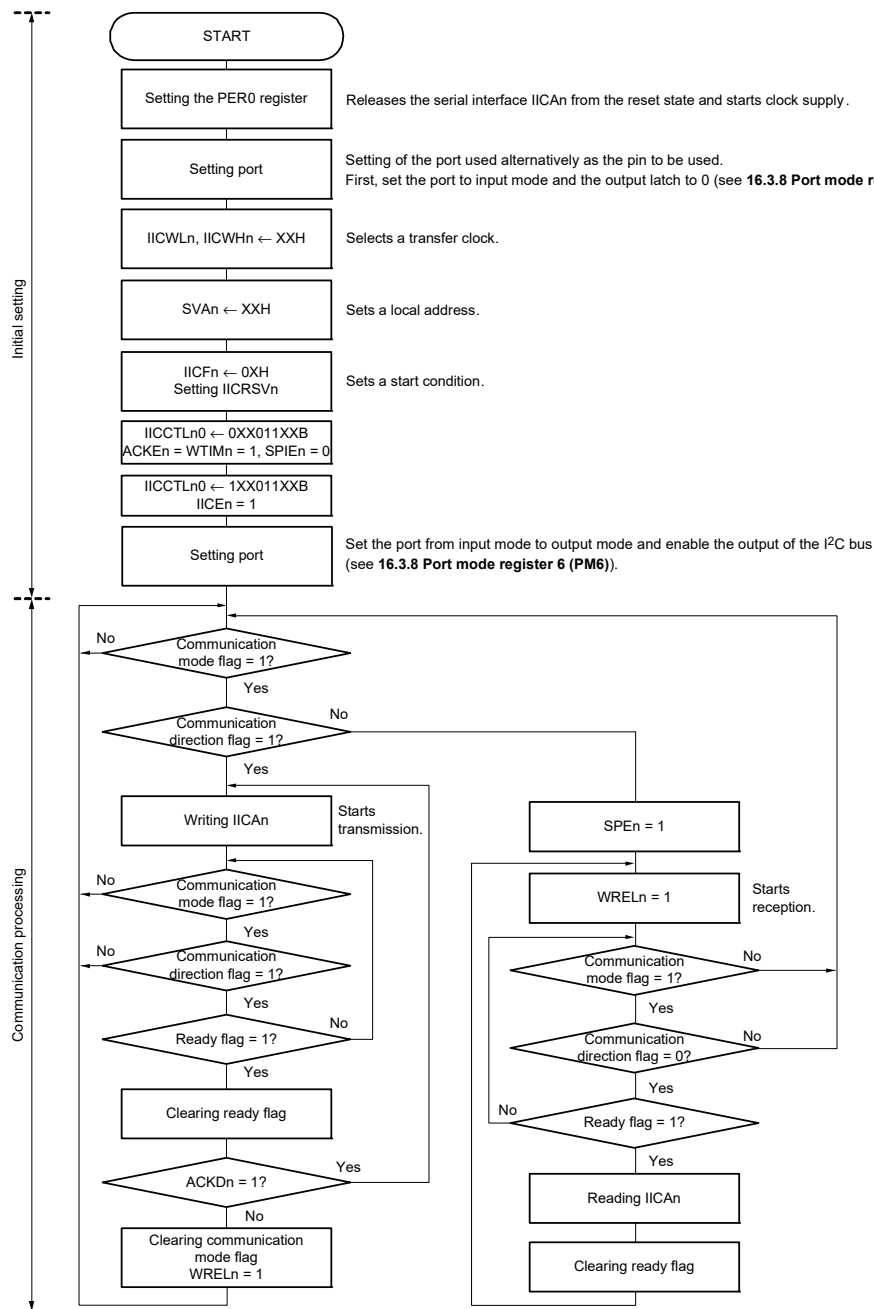 START
Setting the PER0 register
Releases the serial interface IICAn from the reset state and starts clock supply.
Setting port
Setting of the port used alternatively as the pin to be used.
First, set the port to input mode and the output latch to 0 (see 16.3.8 Port mode r
IICWLn, IICWHn ← XXH
Selects a transfer clock.
Initial setting
SVAn ← XXH
Sets a local address.
IICFn ← 0XH
Setting IICRSVn
Sets a start condition.
IICCTLn0 ← 0XX011XXB
ACKEn = WTIMn = 1, SPIEn = 0
IICCTLn0 ← 1XX011XXB
IICEn = 1
Setting port
Set the port from input mode to output mode and enable the output of the I2C bus
(see 16.3.8 Port mode register 6 (PM6)).
Communication processing
No
Communication
mode flag = 1?
Yes
Communication
direction flag = 1?
No
Yes
Writing IICAn
Starts
transmission.
No
Communication
mode flag = 1?
Yes
No
Communication
direction flag = 1?
Yes
Ready flag = 1?
No
Yes
Clearing ready flag
ACKDn = 1?
Yes
No
Clearing communication
mode flag
WRELn = 1
SPEn = 1
WRELn = 1
Starts
reception.
Communication
mode flag = 1?
No
Yes
Communication
direction flag = 0?
No
Yes
No
Ready flag = 1?
Yes
Reading IICAn
Clearing ready flag